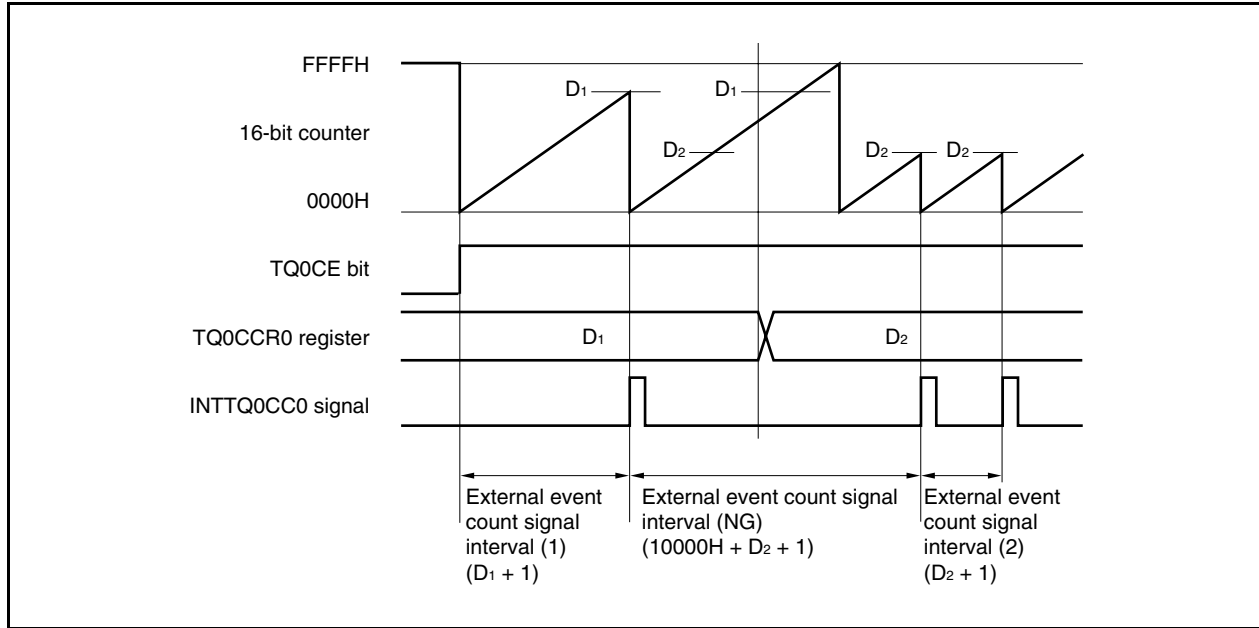 FFFFH
D1
D1
16-bit counter
D2
D2
D2
0000H
TQ0CE bit
TQ0CCR0 register
D1
D2
INTTQ0CC0 signal
External event
count signal
interval (1)
(D1 + 1)
External event count signal
interval (NG)
(10000H + D2 + 1)
External event
count signal
interval (2)
(D2 + 1)